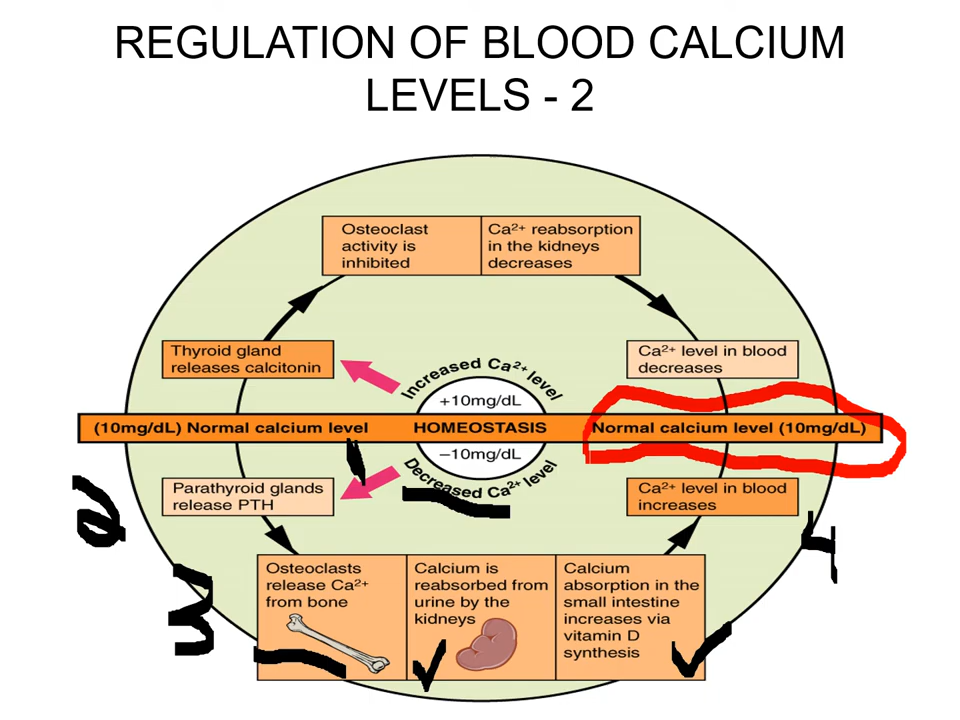 REGULATION OF BLOOD CALCIUM
LEVELS - 2
Osteoclast
activity is
inhibited
Ca²⁺ reabsorption
in the kidneys
decreases
Thyroid gland
releases calcitonin
Increased Ca²⁺ level
Ca²⁺ level in blood
decreases
+10mg/dL
(10mg/dL) Normal calcium level
HOMEOSTASIS
Normal calcium level (10mg/dL)
–10mg/dL
Decreased Ca²⁺ level
Parathyroid glands
release PTH
Ca²⁺ level in blood
increases
Osteoclasts
release Ca²⁺
from bone
Calcium is
reabsorbed from
urine by the
kidneys
Calcium
absorption in the
small intestine
increases via
vitamin D
synthesis